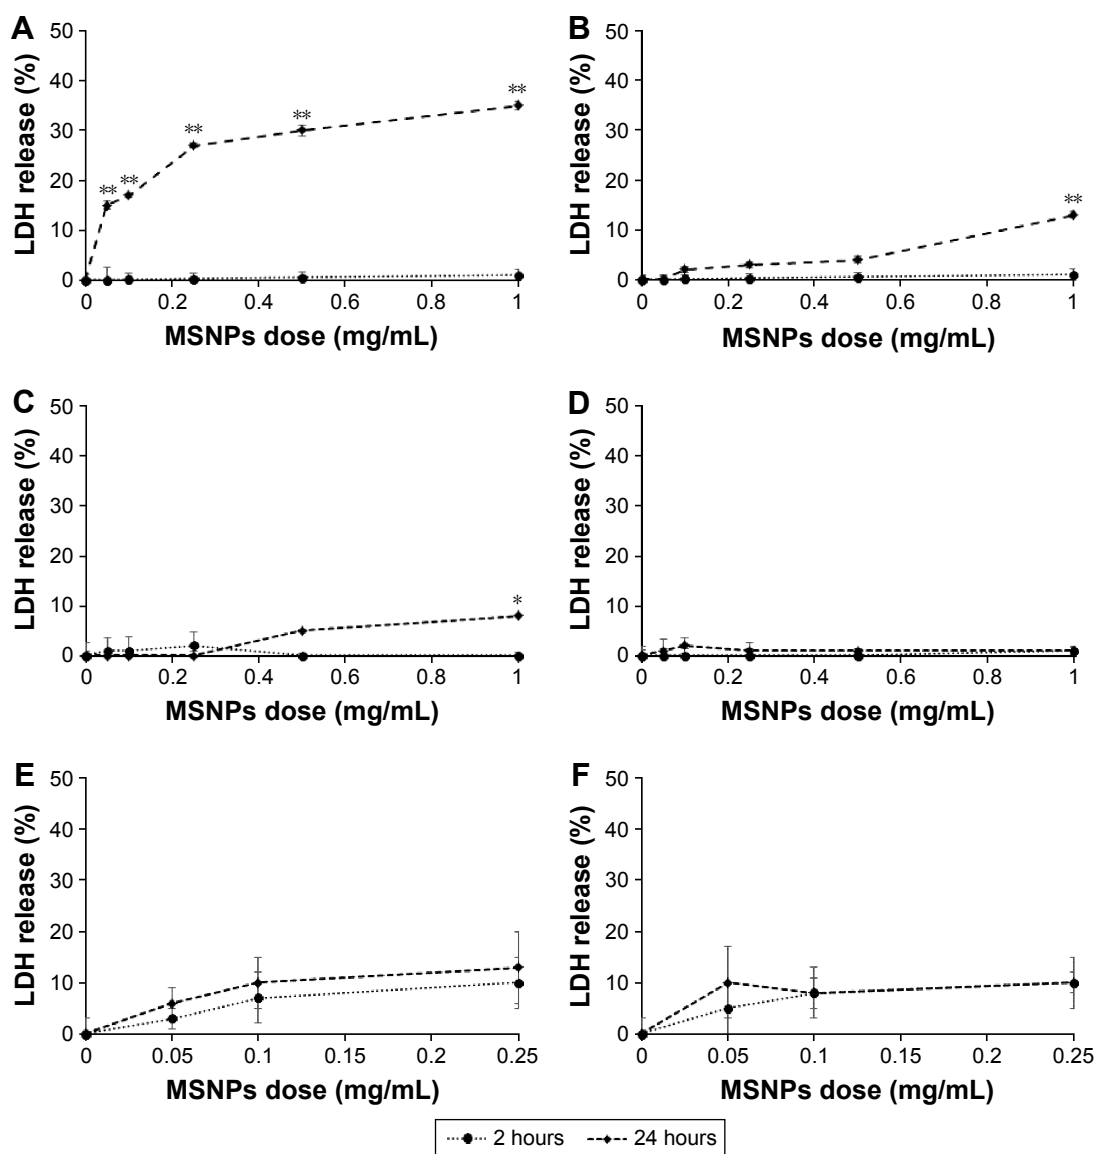 A
LDH release (%)
50
40
30
20
10
0
** ** ** ** **
0 0.2 0.4 0.6 0.8 1
MSNPs dose (mg/mL)
B
LDH release (%)
50
40
30
20
10
0
**
0 0.2 0.4 0.6 0.8 1
MSNPs dose (mg/mL)
C
LDH release (%)
50
40
30
20
10
0
*
0 0.2 0.4 0.6 0.8 1
MSNPs dose (mg/mL)
D
LDH release (%)
50
40
30
20
10
0
0 0.2 0.4 0.6 0.8 1
MSNPs dose (mg/mL)
E
LDH release (%)
50
40
30
20
10
0
0 0.05 0.1 0.15 0.2 0.25
MSNPs dose (mg/mL)
F
LDH release (%)
50
40
30
20
10
0
0 0.05 0.1 0.15 0.2 0.25
MSNPs dose (mg/mL)
2 hours 24 hours